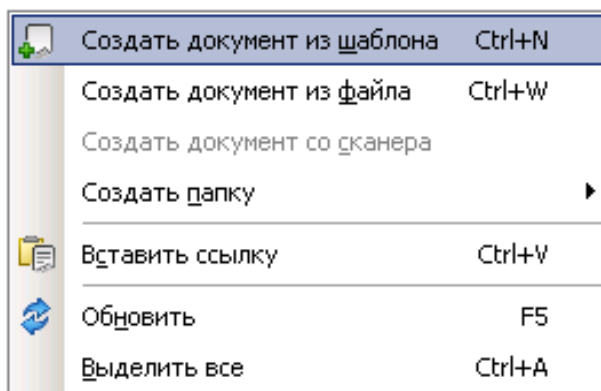 Создать документ из шаблона Ctrl+N
Создать документ из файла Ctrl+W
Создать документ со сканера
Создать папку
Вставить ссылку Ctrl+V
Обновить F5
Выделить все Ctrl+A